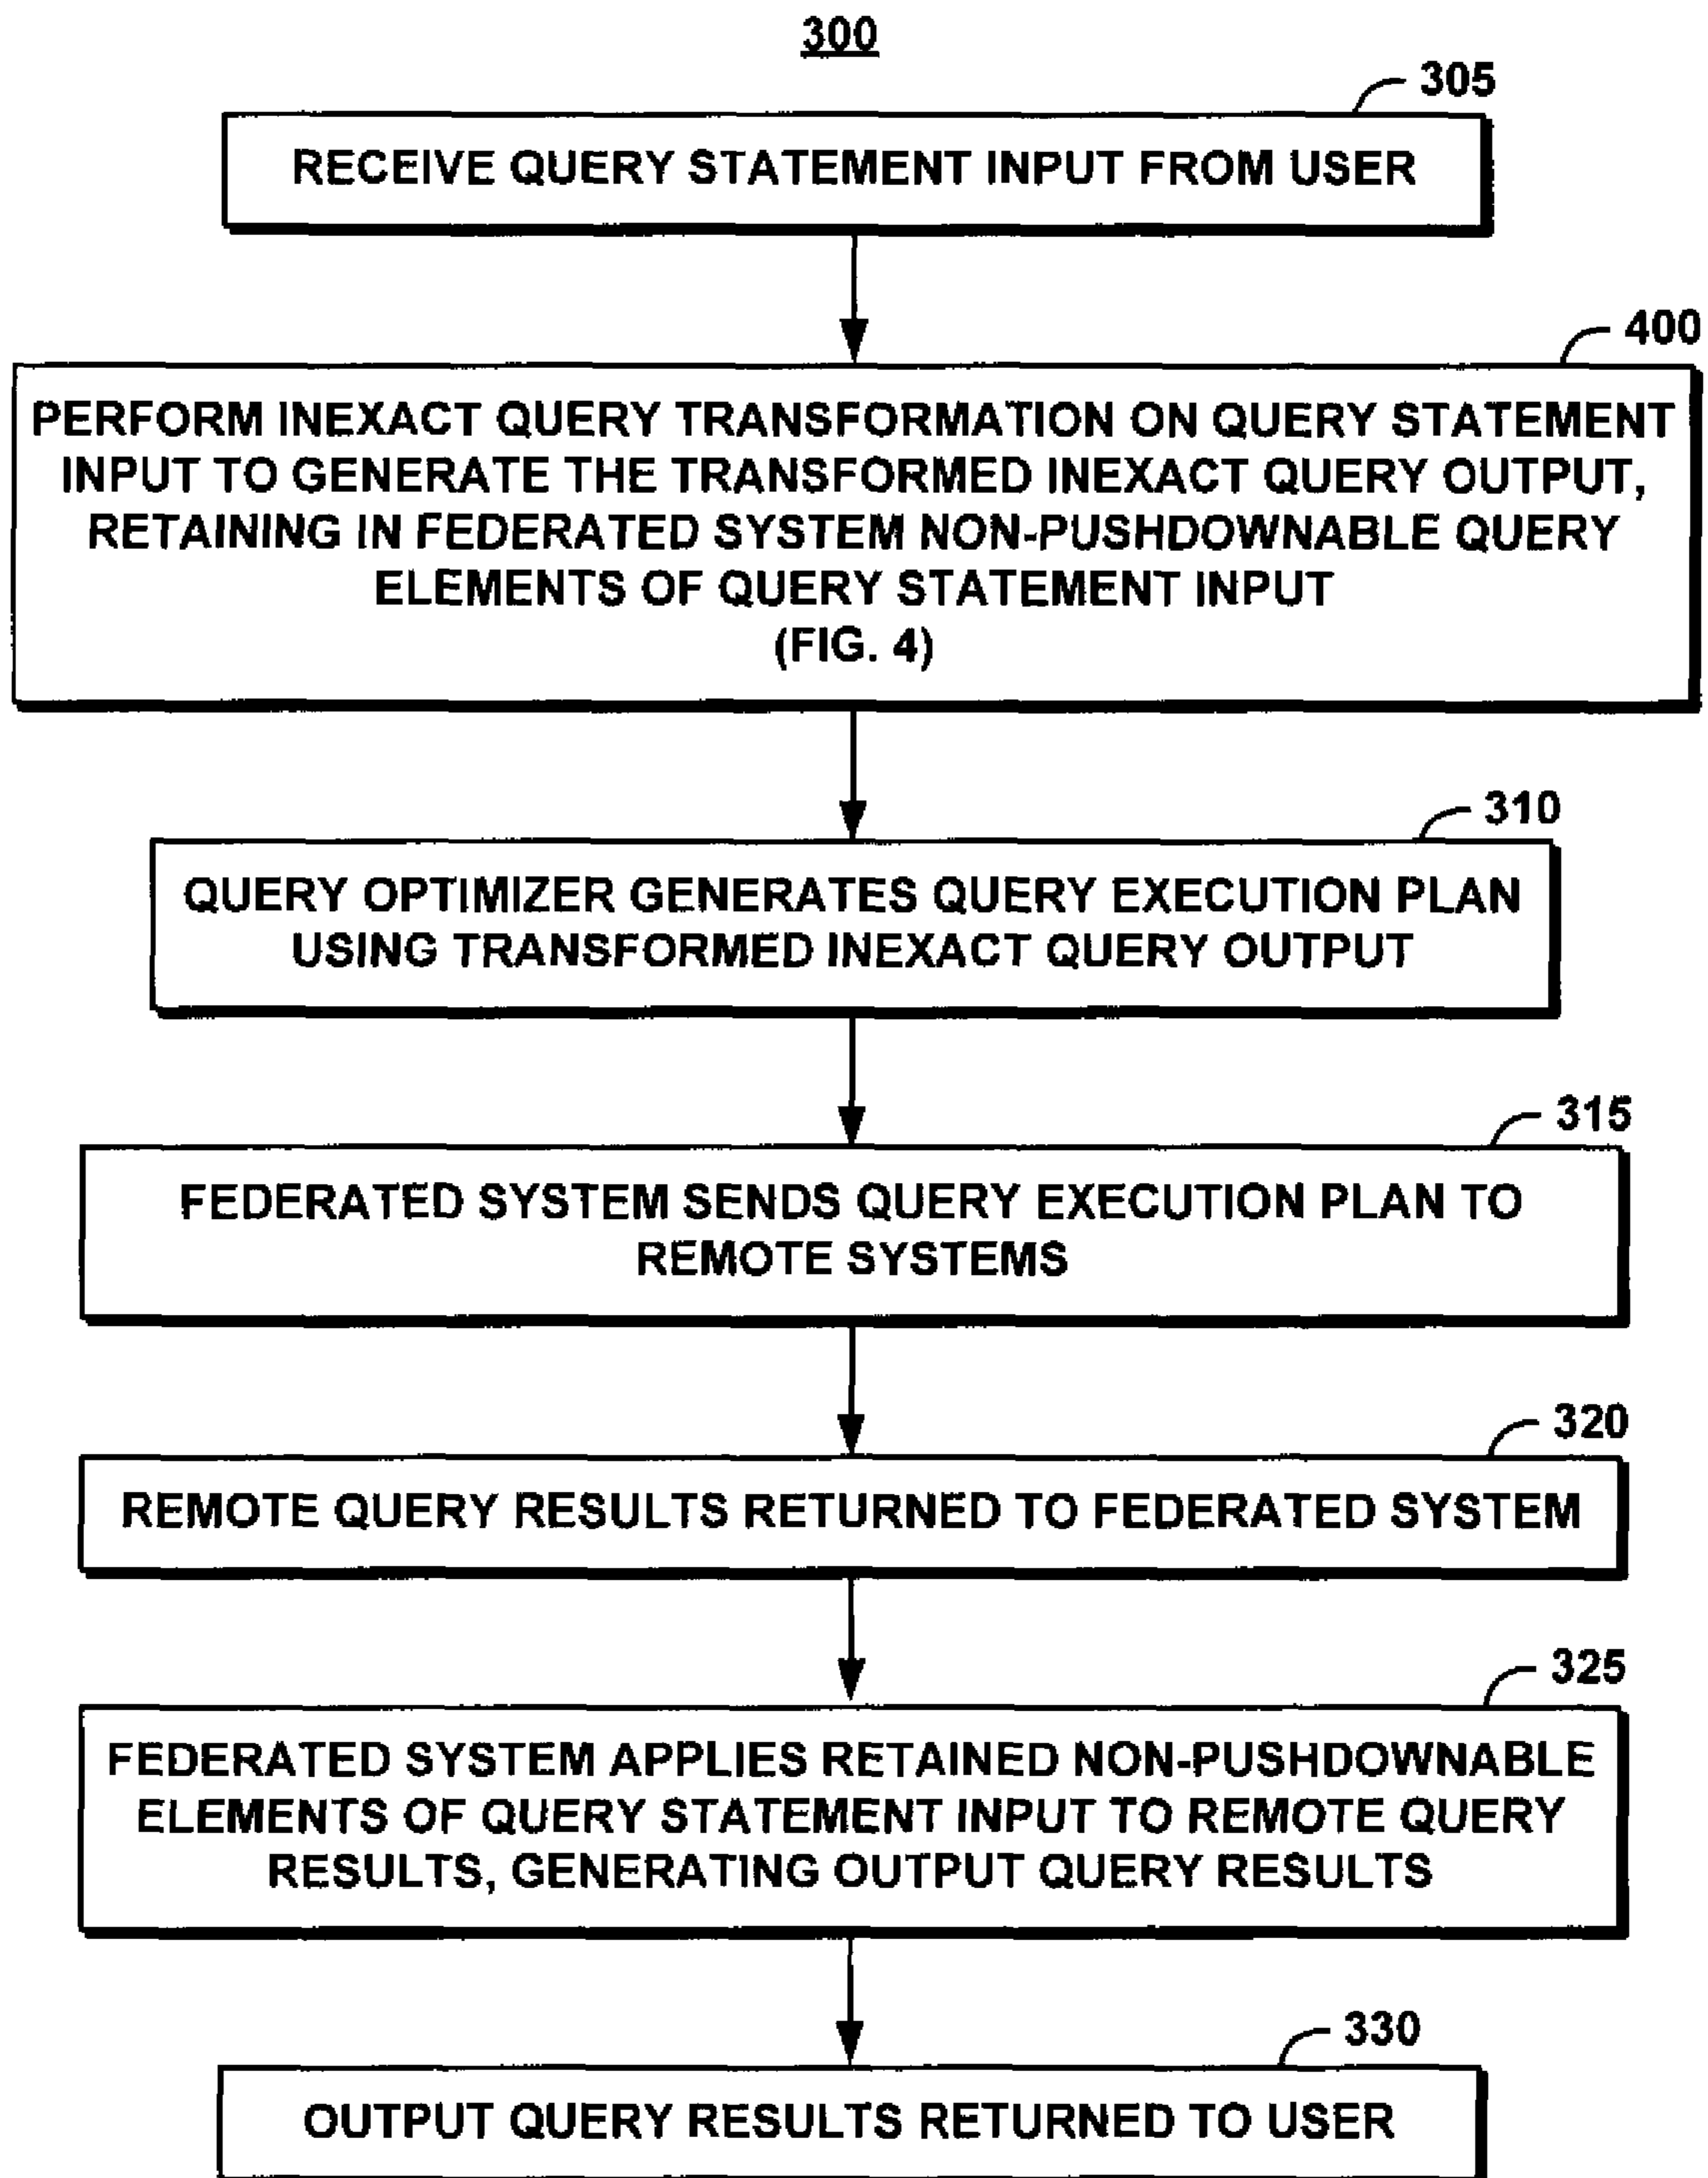 300
305
RECEIVE QUERY STATEMENT INPUT FROM USER
400
PERFORM INEXACT QUERY TRANSFORMATION ON QUERY STATEMENT
INPUT TO GENERATE THE TRANSFORMED INEXACT QUERY OUTPUT,
RETAINING IN FEDERATED SYSTEM NON-PUSHDOWNABLE QUERY
ELEMENTS OF QUERY STATEMENT INPUT
(FIG. 4)
310
QUERY OPTIMIZER GENERATES QUERY EXECUTION PLAN
USING TRANSFORMED INEXACT QUERY OUTPUT
315
FEDERATED SYSTEM SENDS QUERY EXECUTION PLAN TO
REMOTE SYSTEMS
320
REMOTE QUERY RESULTS RETURNED TO FEDERATED SYSTEM
325
FEDERATED SYSTEM APPLIES RETAINED NON-PUSHDOWNABLE
ELEMENTS OF QUERY STATEMENT INPUT TO REMOTE QUERY
RESULTS, GENERATING OUTPUT QUERY RESULTS
330
OUTPUT QUERY RESULTS RETURNED TO USER